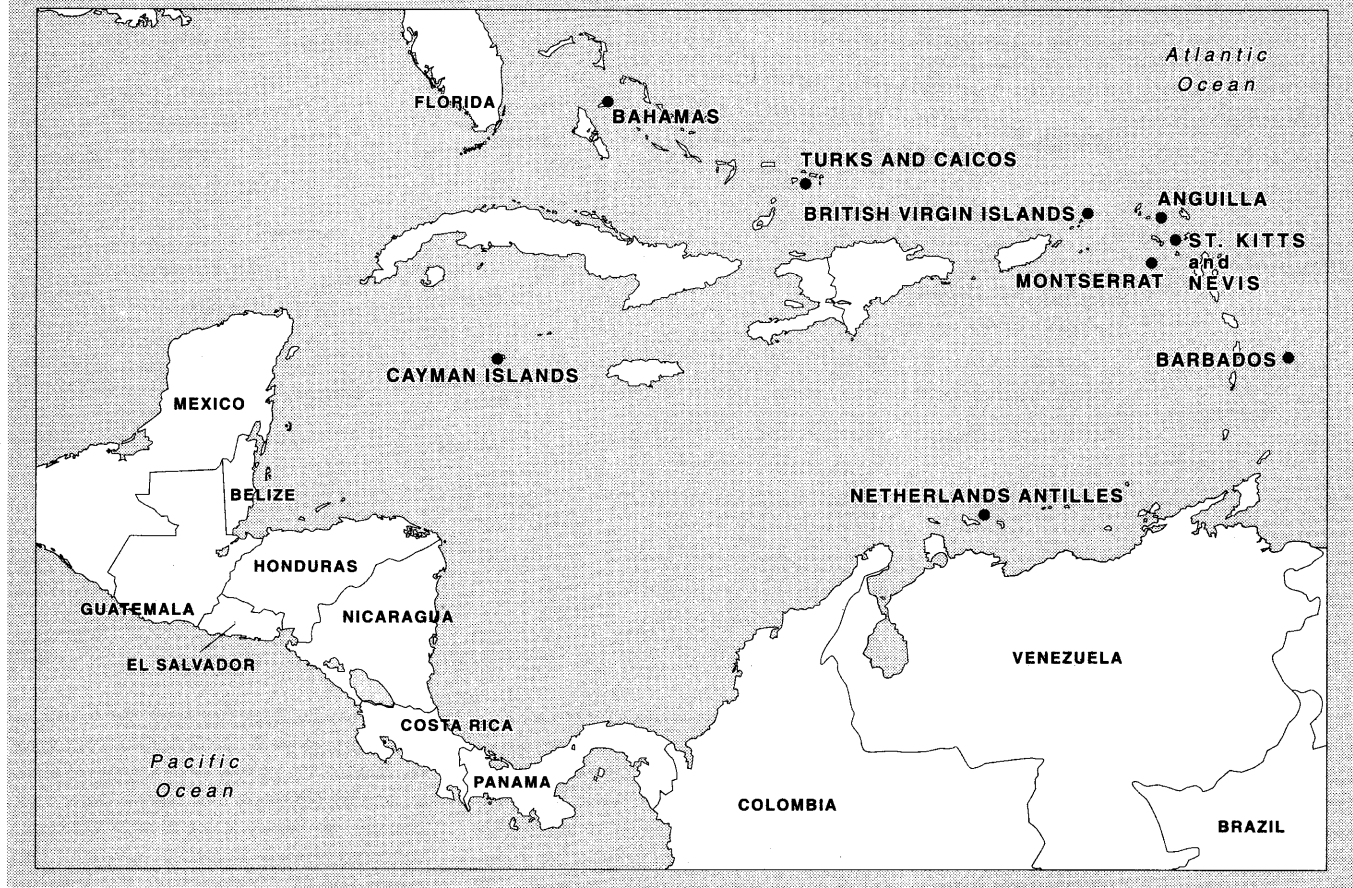 Atlantic
Ocean
FLORIDA
BAHAMAS
TURKS AND CAICOS
BRITISH VIRGIN ISLANDS
ANGUILLA
ST. KITTS
and
NEVIS
MONTSERRAT
BARBADOS
CAYMAN ISLANDS
MEXICO
BELIZE
NETHERLANDS ANTILLES
HONDURAS
GUATEMALA
NICARAGUA
EL SALVADOR
VENEZUELA
COSTA RICA
Pacific
Ocean
PANAMA
COLOMBIA
BRAZIL